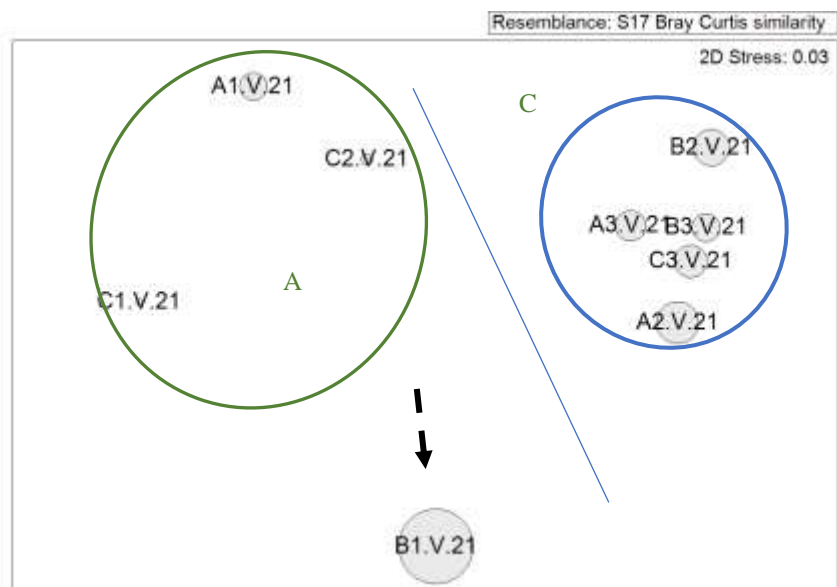 Resemblance: S17 Bray Curtis similarity
2D Stress: 0.03
A1.V.21
C
C2.V.21
B2.V.21
A3.V.21
B3.V.21
C3.V.21
A
C1.V.21
A2.V.21
B1.V.21